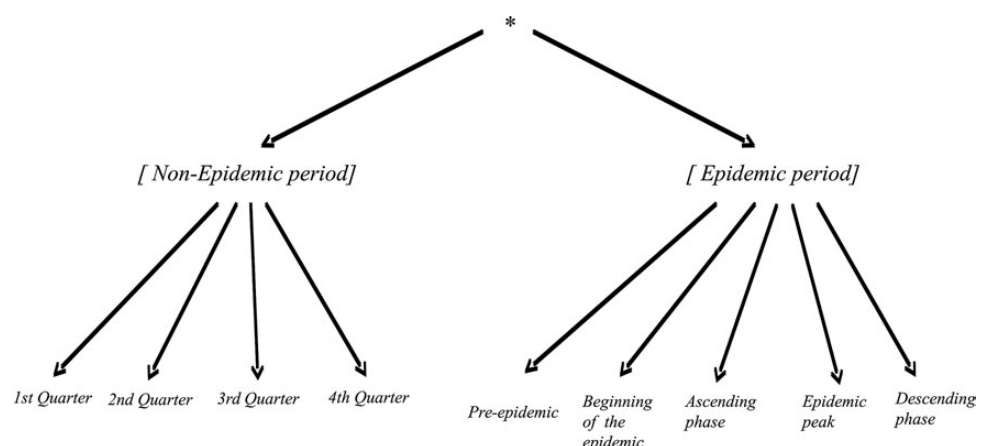 *
[ Non-Epidemic period]
[ Epidemic period]
1st Quarter
2nd Quarter
3rd Quarter
4th Quarter
Pre-epidemic
Beginning
of the
epidemic
Ascending
phase
Epidemic
peak
Descending
phase